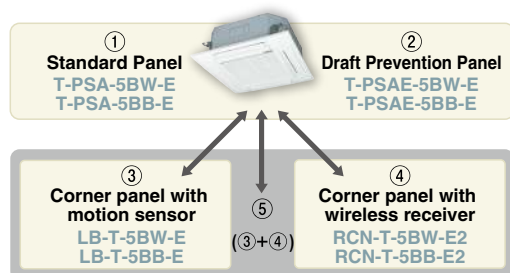 ①
Standard Panel
T-PSA-5BW-E
T-PSA-5BB-E
②
Draft Prevention Panel
T-PSAE-5BW-E
T-PSAE-5BB-E
③
Corner panel with
motion sensor
LB-T-5BW-E
LB-T-5BB-E
⑤
(③+④)
④
Corner panel with
wireless receiver
RCN-T-5BW-E2
RCN-T-5BB-E2